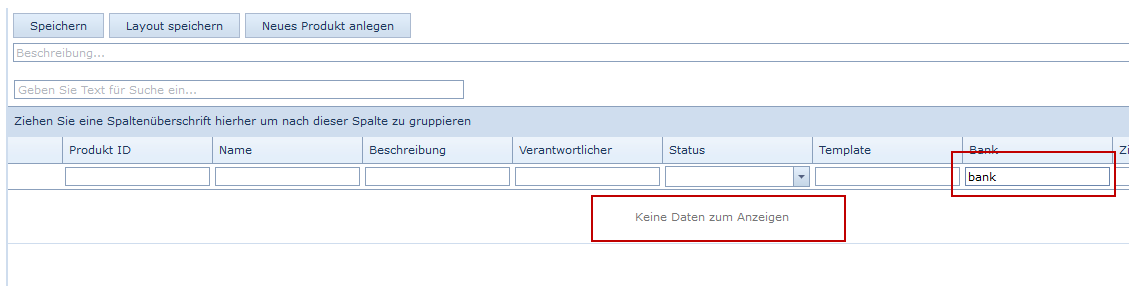 Speichern Layout speichern Neues Produkt anlegen
Beschreibung...
Geben Sie Text für Suche ein...
Ziehen Sie eine Spaltenüberschrift hierher um nach dieser Spalte zu gruppieren
Produkt ID Name Beschreibung Verantwortlicher Status Template Bank Zi
bank
Keine Daten zum Anzeigen